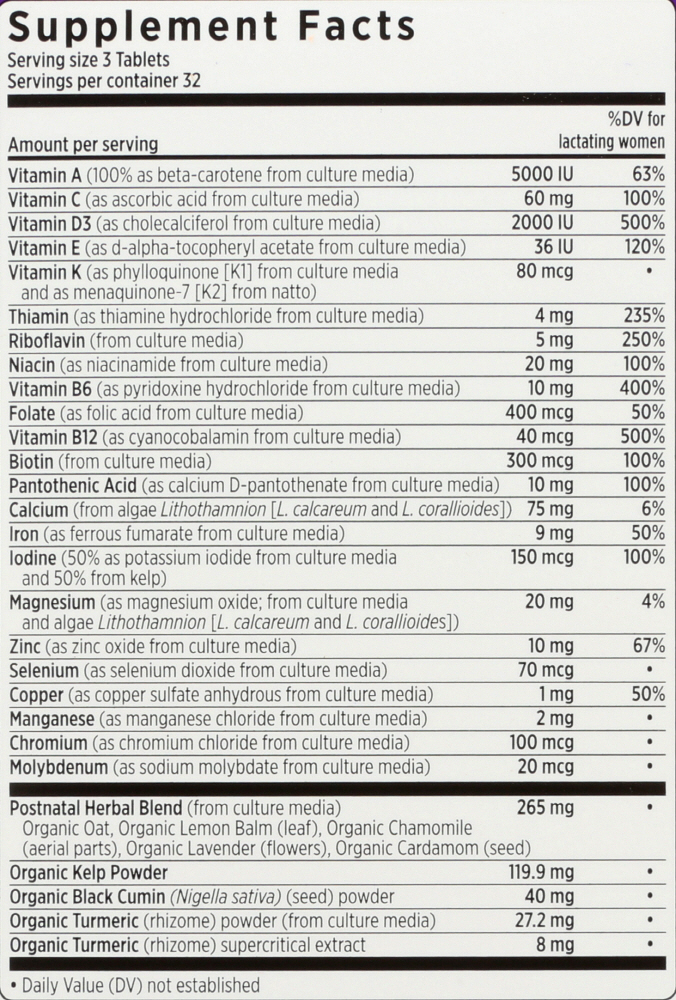 Supplement Facts
Serving size 3 Tablets
Servings per container 32
%DV for
Amount per serving lactating women
Vitamin A (100% as beta-carotene from culture media) 5000 IU 63%
Vitamin C (as ascorbic acid from culture media) 60 mg 100%
Vitamin D3 (as cholecalciferol from culture media) 2000 IU 500%
Vitamin E (as d-alpha-tocopheryl acetate from culture media) 36 IU 120%
Vitamin K (as phylloquinone [K1] from culture media 80 mcg •
and as menaquinone-7 [K2] from natto)
Thiamin (as thiamine hydrochloride from culture media) 4 mg 235%
Riboflavin (from culture media) 5 mg 250%
Niacin (as niacinamide from culture media) 20 mg 100%
Vitamin B6 (as pyridoxine hydrochloride from culture media) 10 mg 400%
Folate (as folic acid from culture media) 400 mcg 50%
Vitamin B12 (as cyanocobalamin from culture media) 40 mcg 500%
Biotin (from culture media) 300 mcg 100%
Pantothenic Acid (as calcium D-pantothenate from culture media) 10 mg 100%
Calcium (from algae Lithothamnion [L. calcareum and L. corallioides]) 75 mg 6%
Iron (as ferrous fumarate from culture media) 9 mg 50%
Iodine (50% as potassium iodide from culture media 150 mcg 100%
and 50% from kelp)
Magnesium (as magnesium oxide; from culture media 20 mg 4%
and algae Lithothamnion [L. calcareum and L. corallioides])
Zinc (as zinc oxide from culture media) 10 mg 67%
Selenium (as selenium dioxide from culture media) 70 mcg •
Copper (as copper sulfate anhydrous from culture media) 1 mg 50%
Manganese (as manganese chloride from culture media) 2 mg •
Chromium (as chromium chloride from culture media) 100 mcg •
Molybdenum (as sodium molybdate from culture media) 20 mcg •
Postnatal Herbal Blend (from culture media) 265 mg •
Organic Oat, Organic Lemon Balm (leaf), Organic Chamomile
(aerial parts), Organic Lavender (flowers), Organic Cardamom (seed)
Organic Kelp Powder 119.9 mg •
Organic Black Cumin (Nigella sativa) (seed) powder 40 mg •
Organic Turmeric (rhizome) powder (from culture media) 27.2 mg •
Organic Turmeric (rhizome) supercritical extract 8 mg •
• Daily Value (DV) not established